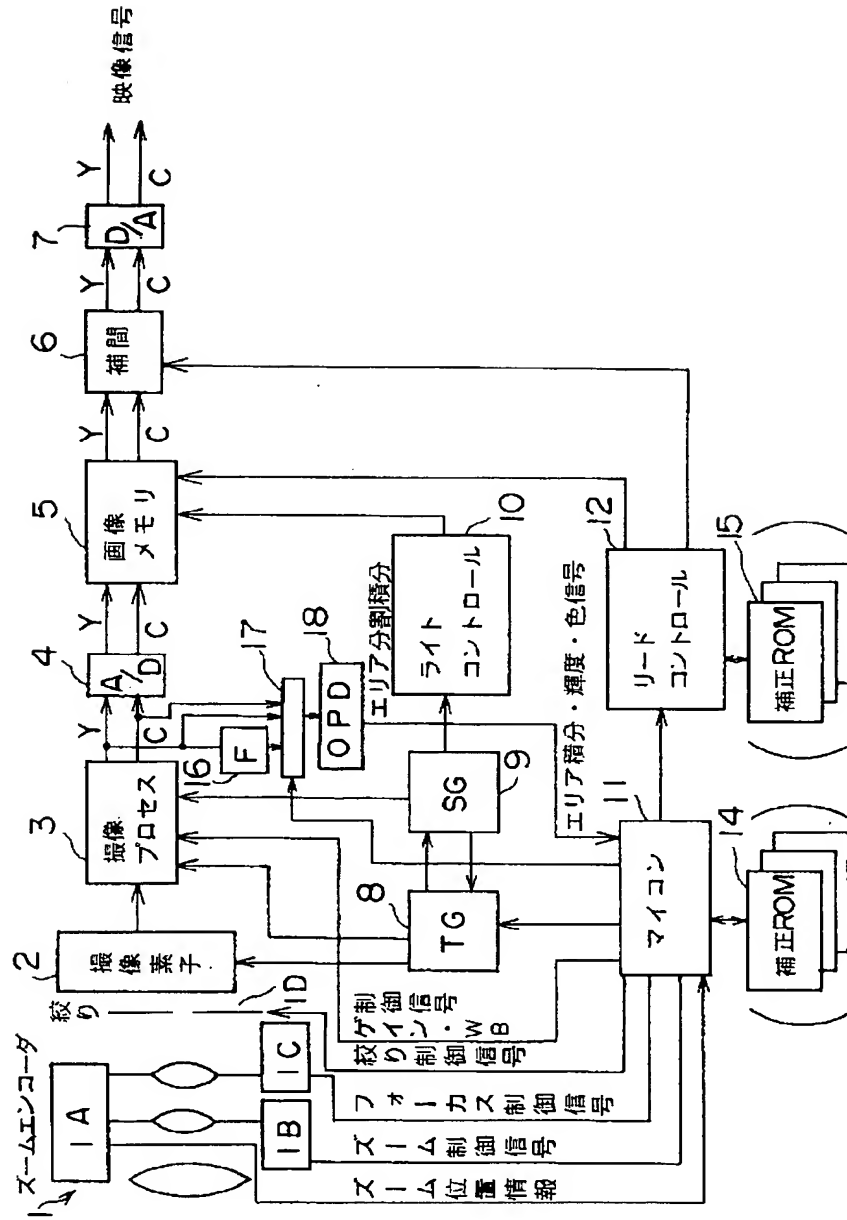 ズームエンコーダ
1
1A
1B
1C
絞り
1D
2
撮像素子
3
撮像
プロセス
Y
C
4
A/D
Y
C
5
画像
メモリ
Y
C
6
補間
Y
C
7
D/A
Y
C
映像信号
16
F
17
18
OPD
エリア分割積分
8
TG
9
SG
10
ライト
コントロール
エリア積分・輝度・色信号
11
マイコン
12
リード
コントロール
14
補正ROM
15
補正ROM
制御信号
ゲイン・WB
絞り制御信号
フォーカス制御信号
ズーム制御信号
ズーム位置情報